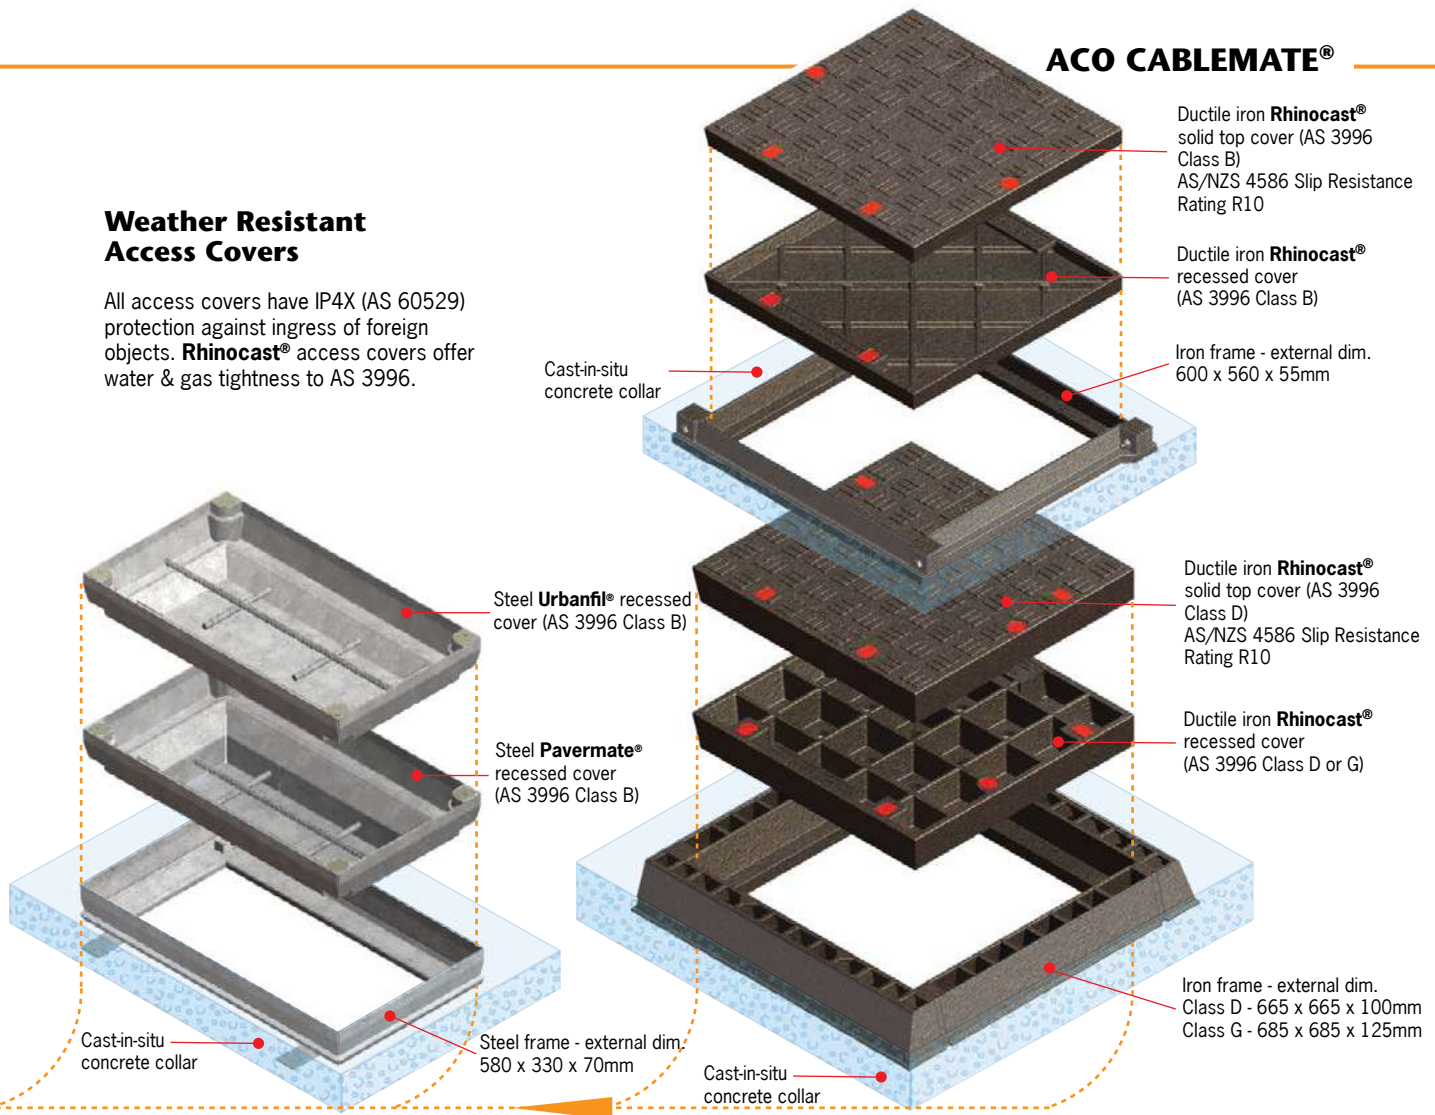 ACO CABLEMATE®
Weather Resistant
Access Covers
All access covers have IP4X (AS 60529)
protection against ingress of foreign
objects. Rhinocast® access covers offer
water & gas tightness to AS 3996.
Ductile iron Rhinocast®
solid top cover (AS 3996
Class B)
AS/NZS 4586 Slip Resistance
Rating R10
Ductile iron Rhinocast®
recessed cover
(AS 3996 Class B)
Iron frame - external dim.
600 x 560 x 55mm
Cast-in-situ
concrete collar
Steel Urbanfil® recessed
cover (AS 3996 Class B)
Steel Pavermate®
recessed cover
(AS 3996 Class B)
Cast-in-situ
concrete collar
Steel frame - external dim.
580 x 330 x 70mm
Ductile iron Rhinocast®
solid top cover (AS 3996
Class D)
AS/NZS 4586 Slip Resistance
Rating R10
Ductile iron Rhinocast®
recessed cover
(AS 3996 Class D or G)
Iron frame - external dim.
Class D - 665 x 665 x 100mm
Class G - 685 x 685 x 125mm
Cast-in-situ
concrete collar